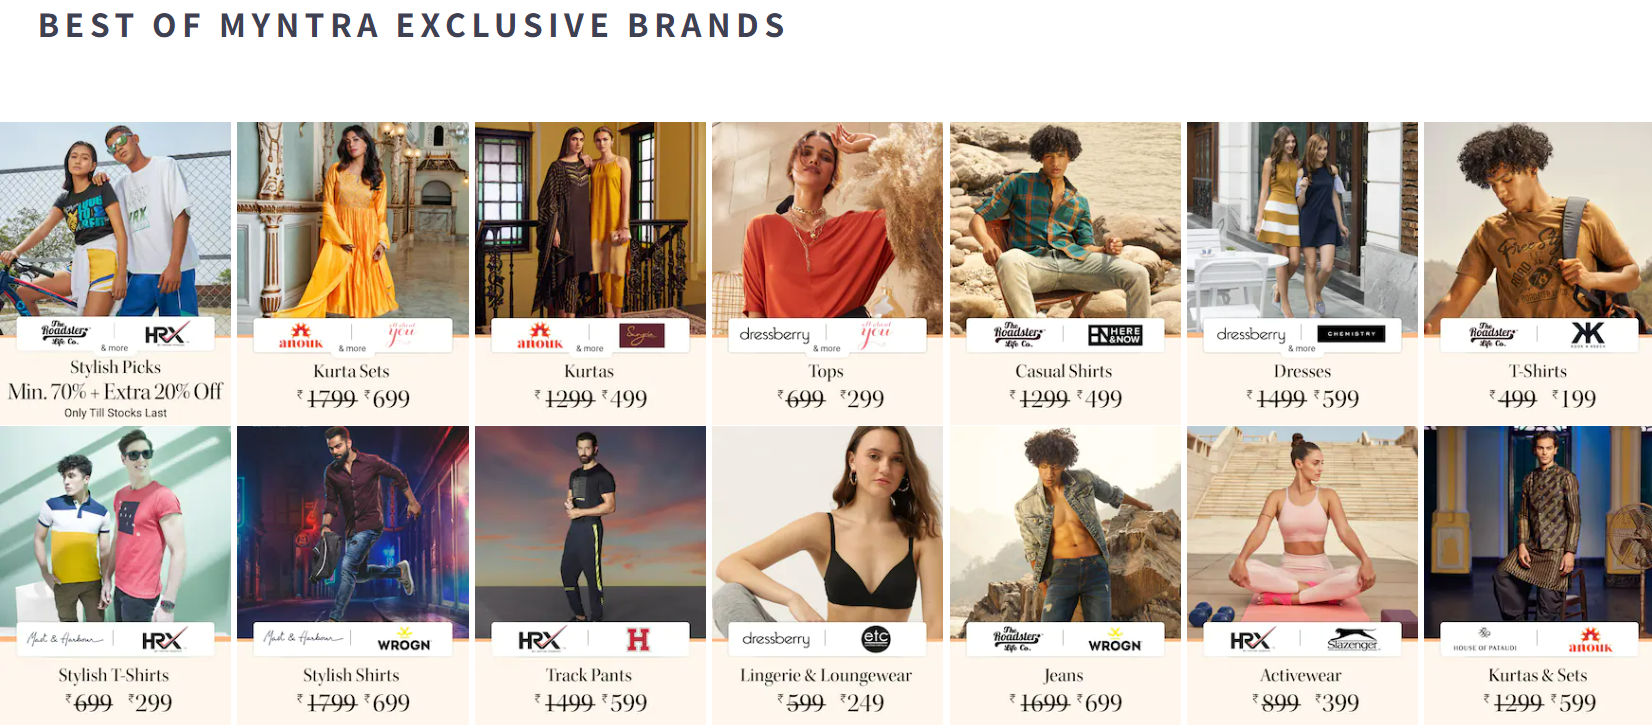 BEST OF MYNTRA EXCLUSIVE BRANDS
The Roadster Life Co. HRX
& more
Stylish Picks
Min. 70% + Extra 20% Off
Only Till Stocks Last
anouk all about you
& more
Kurta Sets
₹1799 ₹699
anouk Sangria
& more
Kurtas
₹1299 ₹499
dressberry all about you
& more
Tops
₹699 ₹299
The Roadster Life Co. HERE &NOW
Casual Shirts
₹1299 ₹499
dressberry CHEMISTRY
& more
Dresses
₹1499 ₹599
The Roadster Life Co. KOOK N KEECH
T-Shirts
₹499 ₹199
Mast & Harbour HRX
Stylish T-Shirts
₹699 ₹299
Mast & Harbour WROGN
Stylish Shirts
₹1799 ₹699
HRX H
Track Pants
₹1499 ₹599
dressberry etc
Lingerie & Loungewear
₹599 ₹249
The Roadster Life Co. WROGN
Jeans
₹1699 ₹699
HRX Slazenger
Activewear
₹899 ₹399
HOUSE OF PATAUDI anouk
Kurtas & Sets
₹1299 ₹599